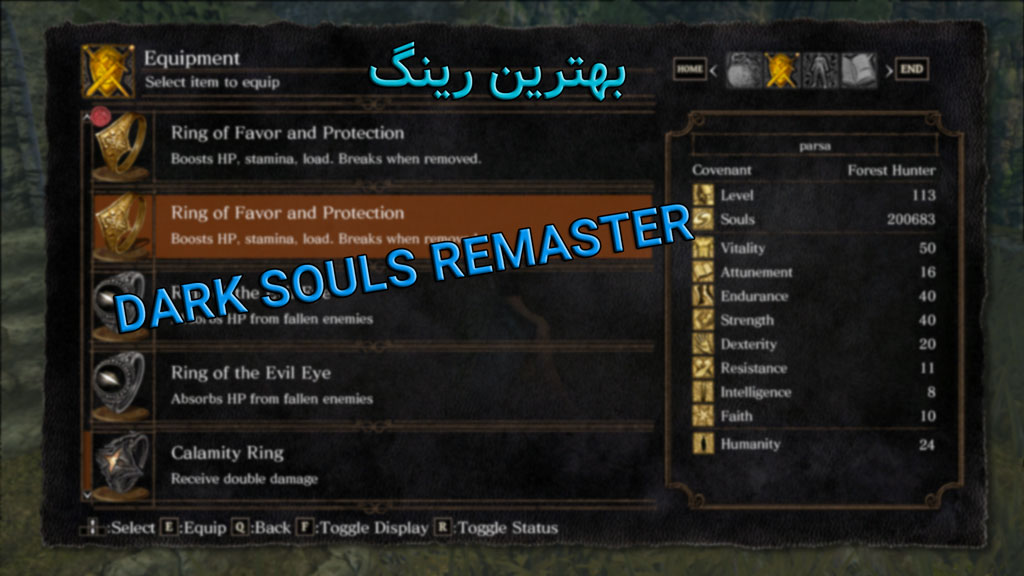 Equipment
Select item to equip
بهترین رینگ
HOME
END
Ring of Favor and Protection
Boosts HP, stamina, load. Breaks when removed.
Ring of Favor and Protection
Boosts HP, stamina, load. Breaks when
DARK SOULS REMASTER
HP from fallen enemies
Ring of the Evil Eye
Absorbs HP from fallen enemies
Calamity Ring
Receive double damage
parsa
Covenant Forest Hunter
Level 113
Souls 200683
Vitality 50
Attunement 16
Endurance 40
Strength 40
Dexterity 20
Resistance 11
Intelligence 8
Faith 10
Humanity 24
:Select E:Equip Q:Back F:Toggle Display R:Toggle Status